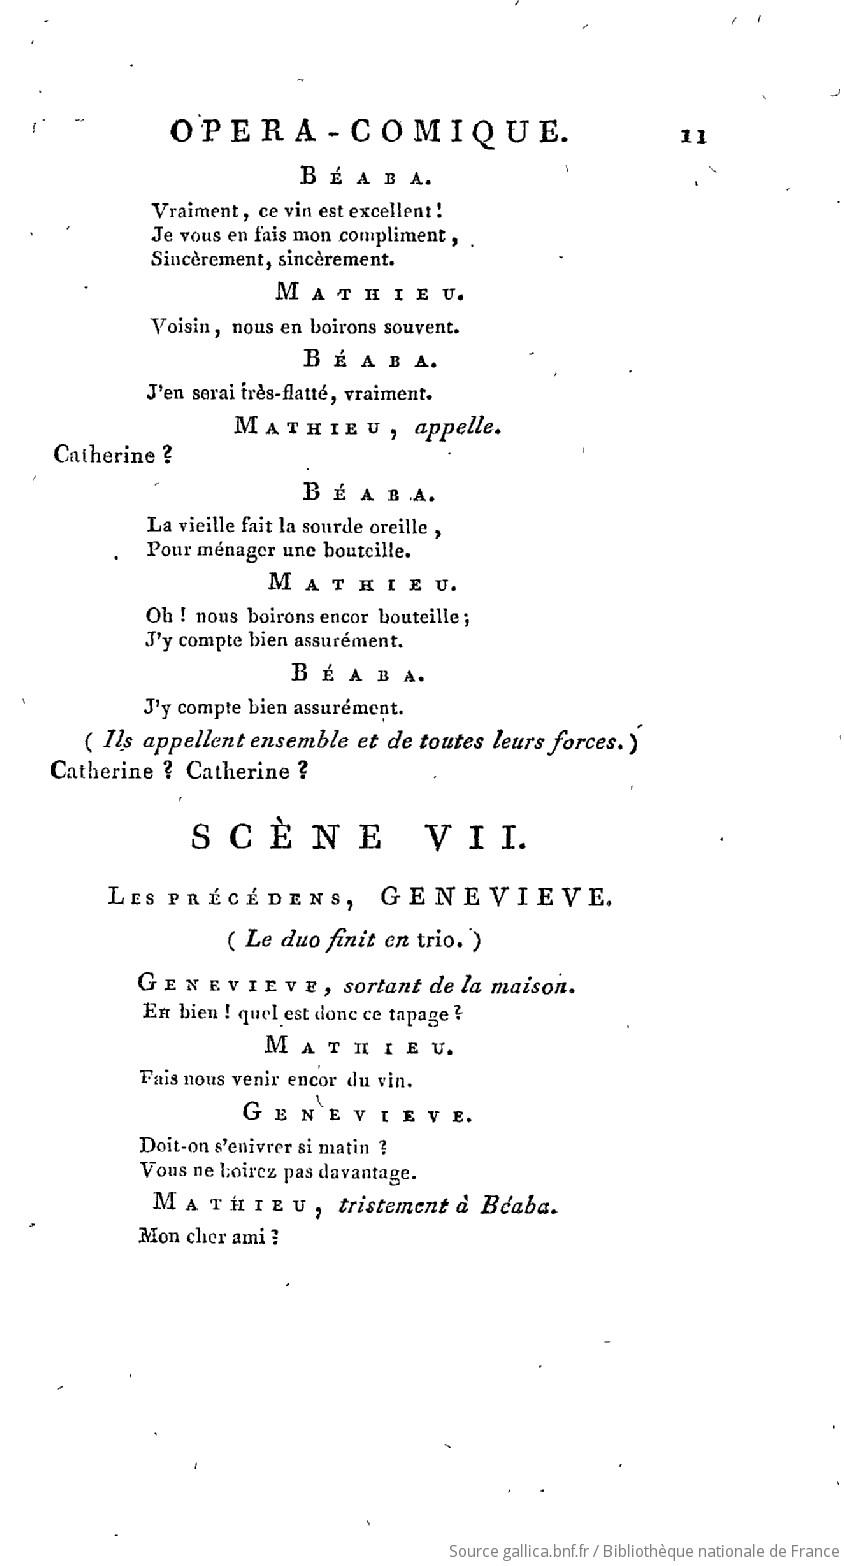 OPERA-COMIQUE. 11
BÉABA.
Vraiment, ce vin est excellent !
Je vous en fais mon compliment,
Sincèrement, sincèrement.
MATHIEU.
Voisin, nous en boirons souvent.
BÉABA.
J'en serai très-flatté, vraiment.
MATHIEU, appelle.
Catherine ?
BÉABA.
La vieille fait la sourde oreille,
Pour ménager une bouteille.
MATHIEU.
Oh ! nous boirons encor bouteille ;
J'y compte bien assurément.
BÉABA.
J'y compte bien assurément.
( Ils appellent ensemble et de toutes leurs forces. )
Catherine ? Catherine ?
SCÈNE VII.
LES PRÉCÉDENS, GENEVIEVE.
( Le duo finit en trio. )
GENEVIEVE, sortant de la maison.
Eh bien ! quel est donc ce tapage ?
MATHIEU.
Fais nous venir encor du vin.
GENEVIEVE.
Doit-on s'enivrer si matin ?
Vous ne boirez pas davantage.
MATHIEU, tristement à Béaba.
Mon cher ami ?
Source gallica.bnf.fr / Bibliothèque nationale de France